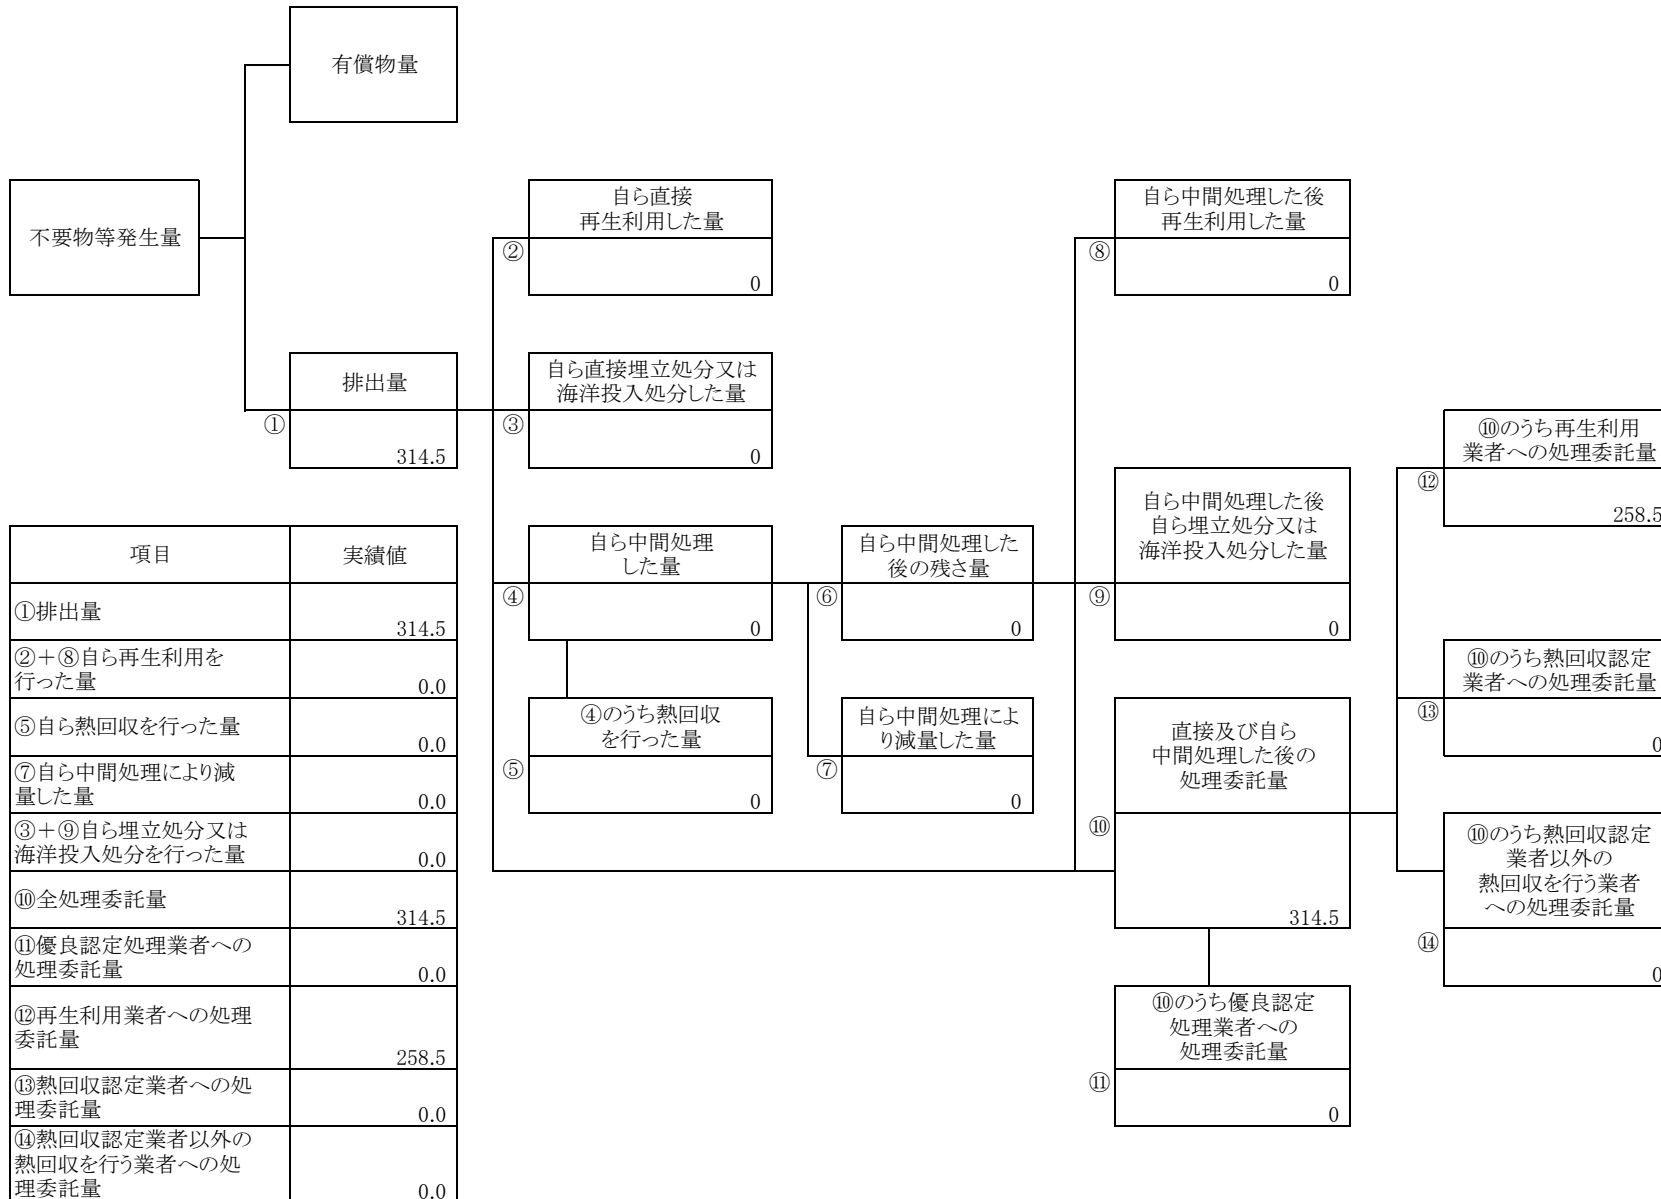 有償物量
不要物等発生量
排出量
①
314.5
自ら直接
再生利用した量
②
0
自ら直接埋立処分又は
海洋投入処分した量
③
0
自ら中間処理
した量
④
0
④のうち熱回収
を行った量
⑤
0
自ら中間処理した
後の残さ量
⑥
0
自ら中間処理によ
り減量した量
⑦
0
自ら中間処理した後
再生利用した量
⑧
0
自ら中間処理した後
自ら埋立処分又は
海洋投入処分した量
⑨
0
直接及び自ら
中間処理した後の
処理委託量
⑩
314.5
⑩のうち優良認定
処理業者への
処理委託量
⑪
0
⑩のうち再生利用
業者への処理委託量
⑫
258.5
⑩のうち熱回収認定
業者への処理委託量
⑬
0
⑩のうち熱回収認定
業者以外の
熱回収を行う業者
への処理委託量
⑭
0
項目 実績値
①排出量 314.5
②+⑧自ら再生利用を
行った量 0.0
⑤自ら熱回収を行った量 0.0
⑦自ら中間処理により減
量した量 0.0
③+⑨自ら埋立処分又は
海洋投入処分を行った量 0.0
⑩全処理委託量 314.5
⑪優良認定処理業者への
処理委託量 0.0
⑫再生利用業者への処理
委託量 258.5
⑬熱回収認定業者への処
理委託量 0.0
⑭熱回収認定業者以外の
熱回収を行う業者への処
理委託量 0.0